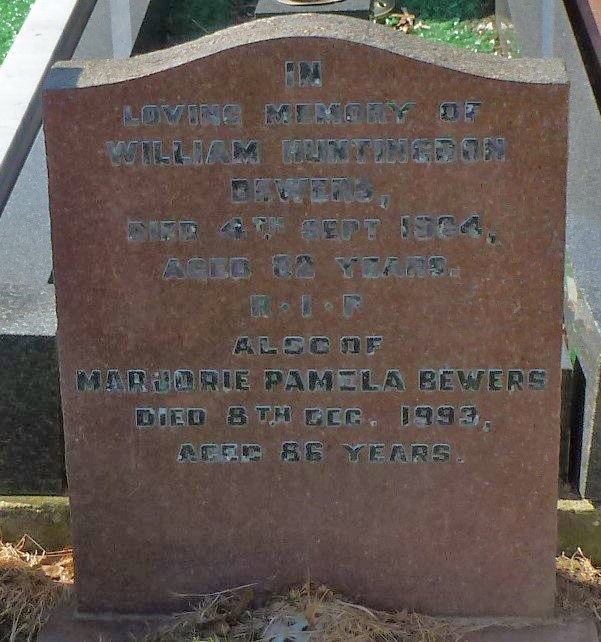 IN
LOVING MEMORY OF
WILLIAM HUNTINGDON
BEWERS,
DIED 4TH SEPT 1964,
AGED 62 YEARS.
R·I·P
ALSO OF
MARJORIE PAMELA BEWERS
DIED 8TH DEC. 1993,
AGED 86 YEARS.